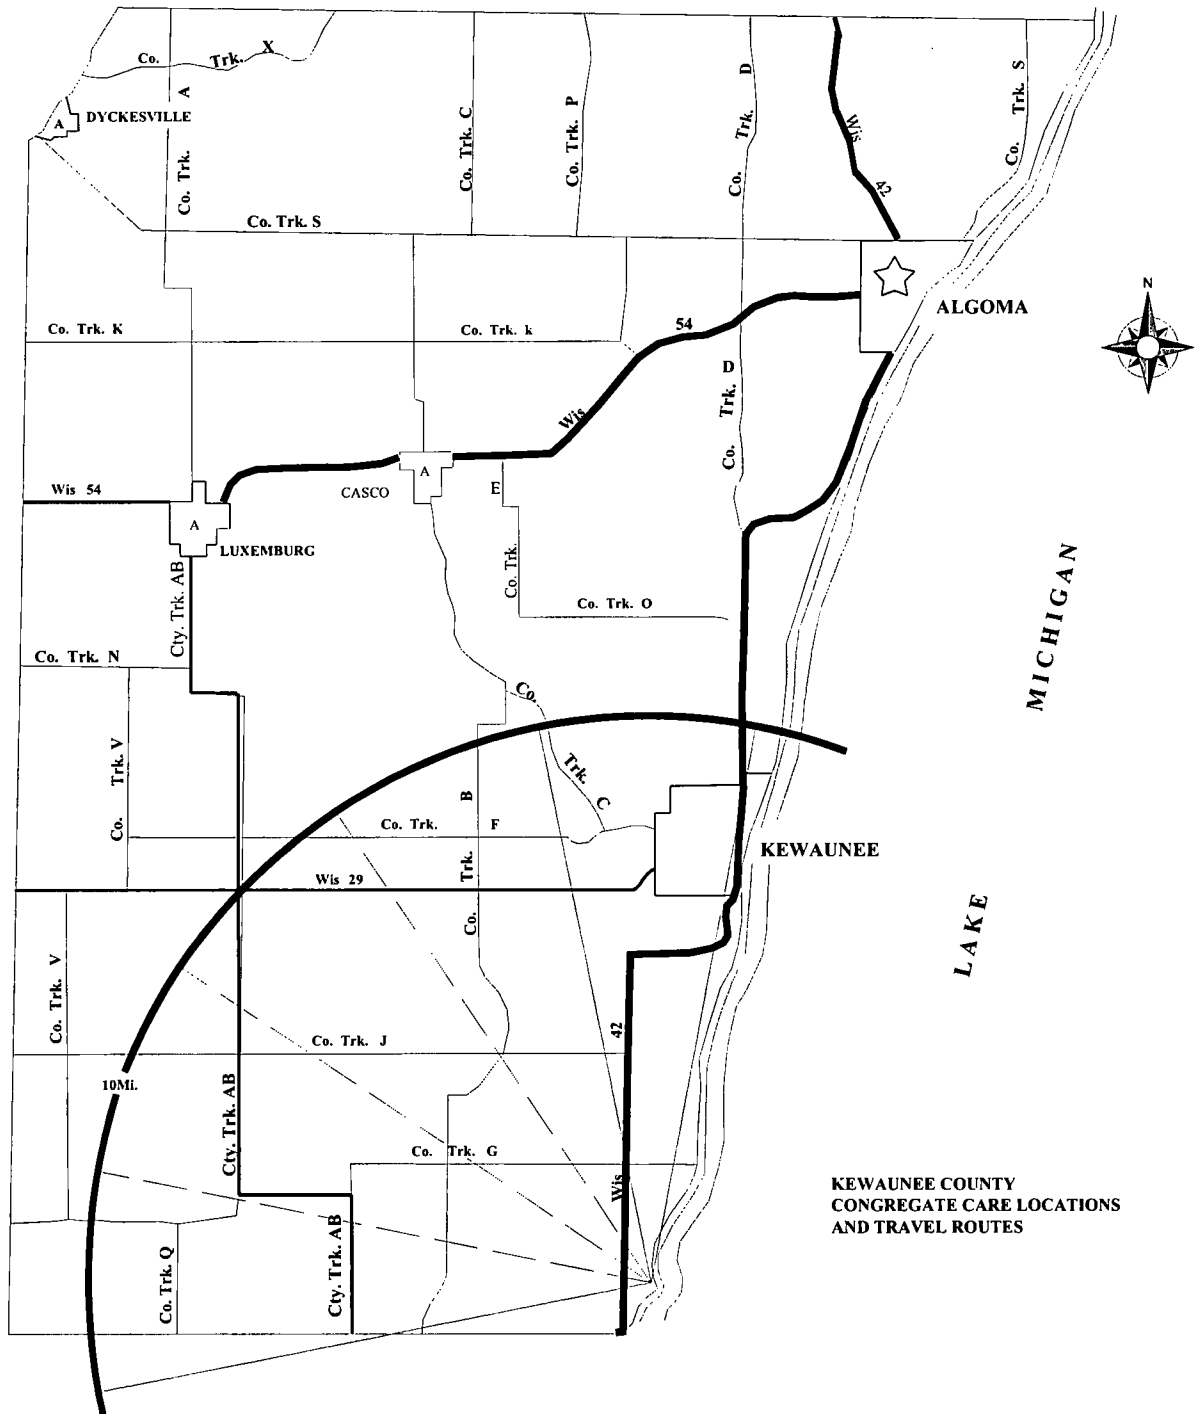 Co. Trk. X
Co. Trk. A
A
DYCKESVILLE
Co. Trk. C
Co. Trk. P
Co. Trk. D
Wis 42
Co. Trk. S
Co. Trk. S
N
ALGOMA
Co. Trk. K
Co. Trk. k
54
Wis
Co. Trk. D
Wis 54
A
CASCO
E
Co. Trk.
A
LUXEMBURG
Cty. Trk. AB
Co. Trk. O
Co. Trk. N
LAKE MICHIGAN
Co. Trk. V
Co. Trk. C
Co. Trk. B
Co. Trk. F
KEWAUNEE
Wis 29
Co. Trk. V
Wis 42
Co. Trk. J
10Mi.
Cty. Trk. AB
Co. Trk. G
Co. Trk. Q
Cty. Trk. AB
KEWAUNEE COUNTY
CONGREGATE CARE LOCATIONS
AND TRAVEL ROUTES